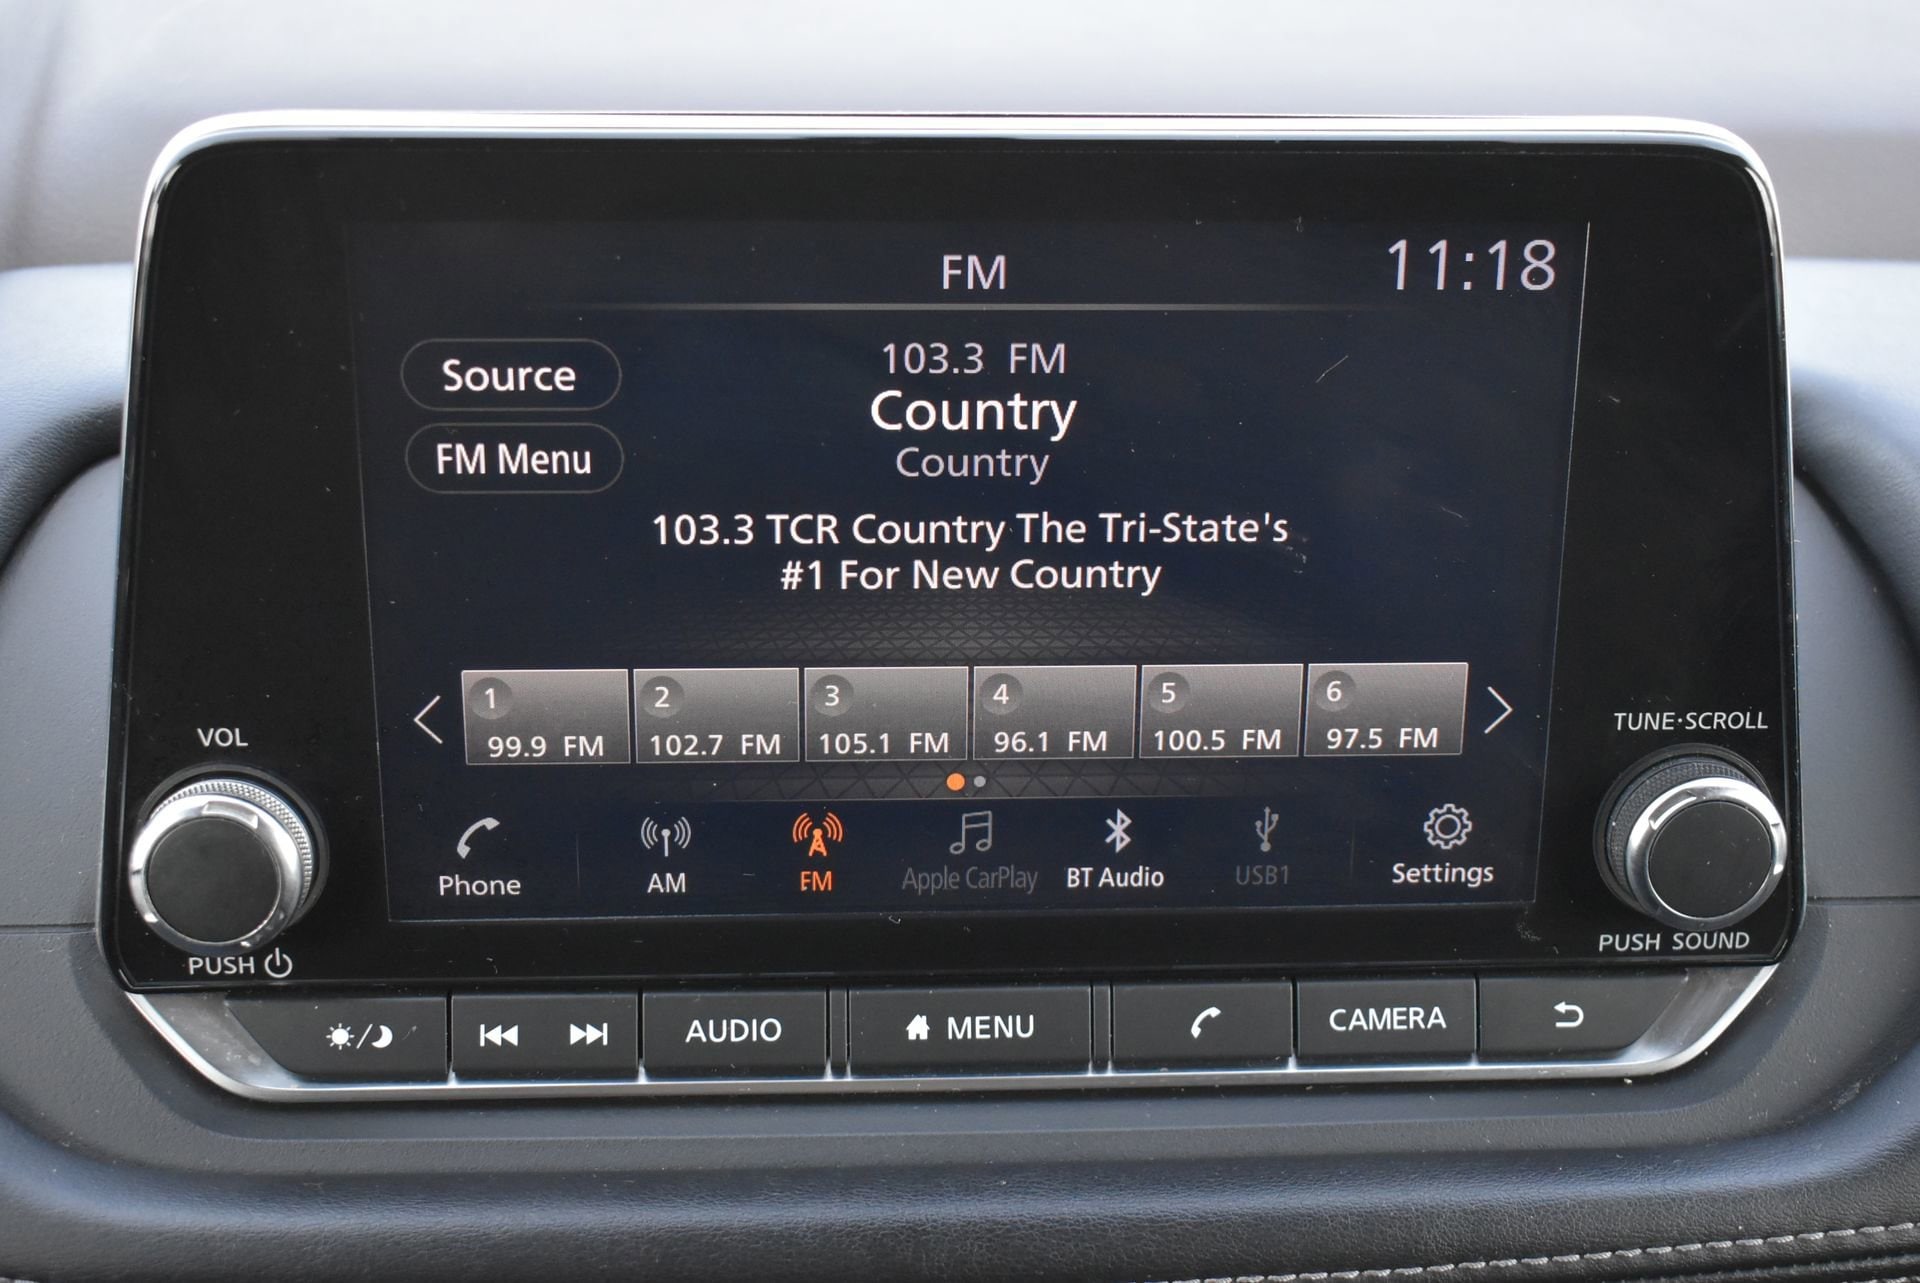 FM
11:18
Source
103.3 FM
Country
FM Menu
Country
103.3 TCR Country The Tri-State's
#1 For New Country
1 2 3 4 5 6
99.9 FM 102.7 FM 105.1 FM 96.1 FM 100.5 FM 97.5 FM
VOL
TUNE·SCROLL
Phone AM FM Apple CarPlay BT Audio USB1 Settings
PUSH
PUSH SOUND
AUDIO MENU CAMERA